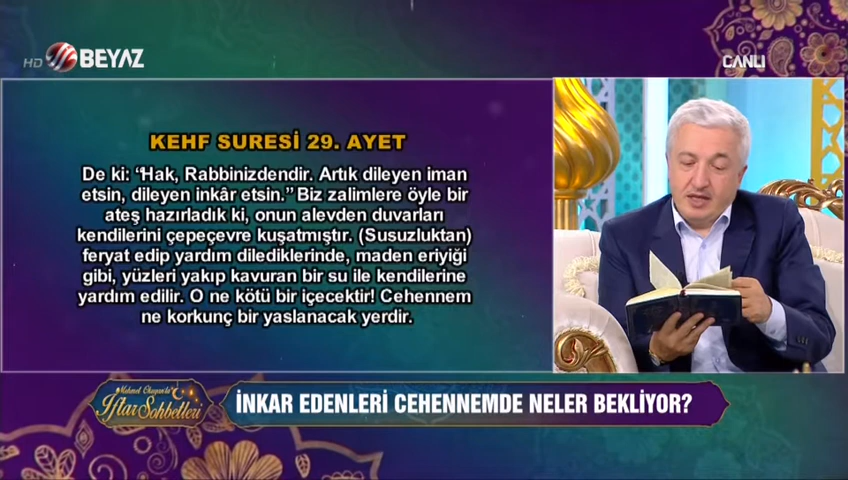 HD BEYAZ
CANLI
KEHF SURESİ 29. AYET
De ki: “Hak, Rabbinizdendir. Artık dileyen iman
etsin, dileyen inkâr etsin.” Biz zalimlere öyle bir
ateş hazırladık ki, onun alevden duvarları
kendilerini çepeçevre kuşatmıştır. (Susuzluktan)
feryat edip yardım dilediklerinde, maden eriyiği
gibi, yüzleri yakıp kavuran bir su ile kendilerine
yardım edilir. O ne kötü bir içecektir! Cehennem
ne korkunç bir yaslanacak yerdir.
Mehmet Okuyan'la
İftar Sohbetleri
İNKAR EDENLERİ CEHENNEMDE NELER BEKLİYOR?